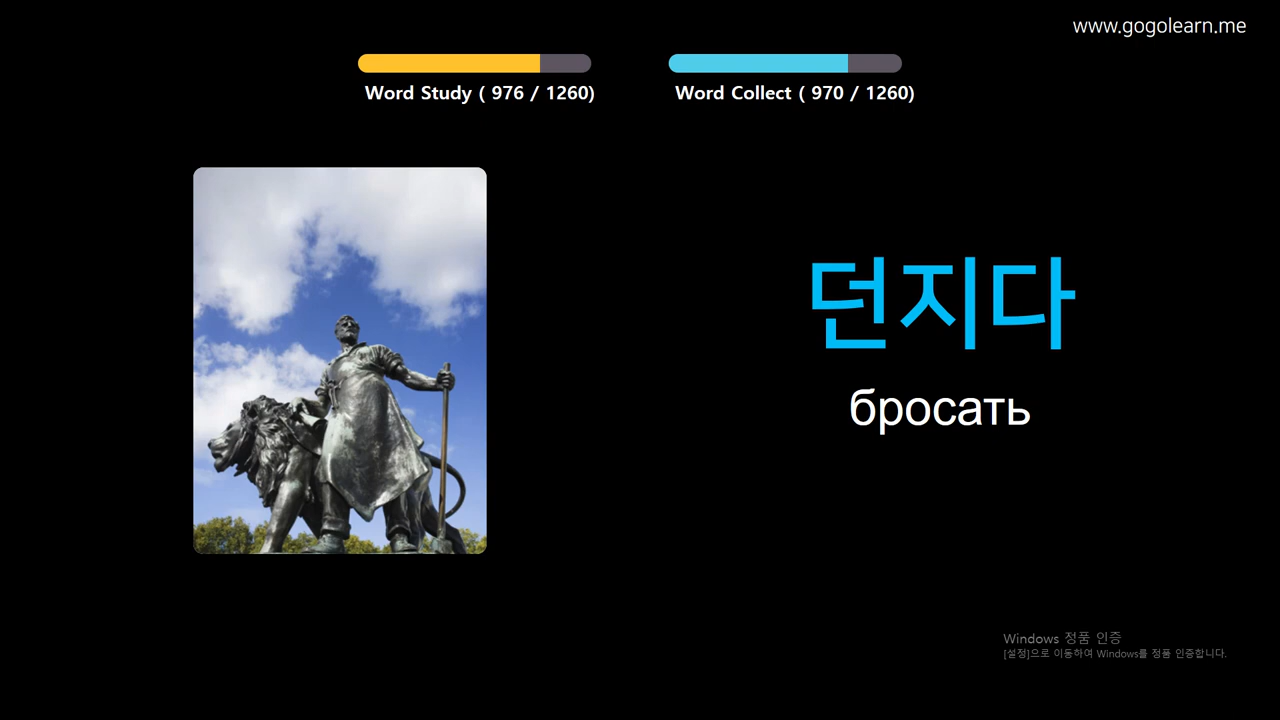 www.gogolearn.me
Word Study ( 976 / 1260)
Word Collect ( 970 / 1260)
던지다
бросать
Windows 정품 인증
[설정]으로 이동하여 Windows를 정품 인증합니다.